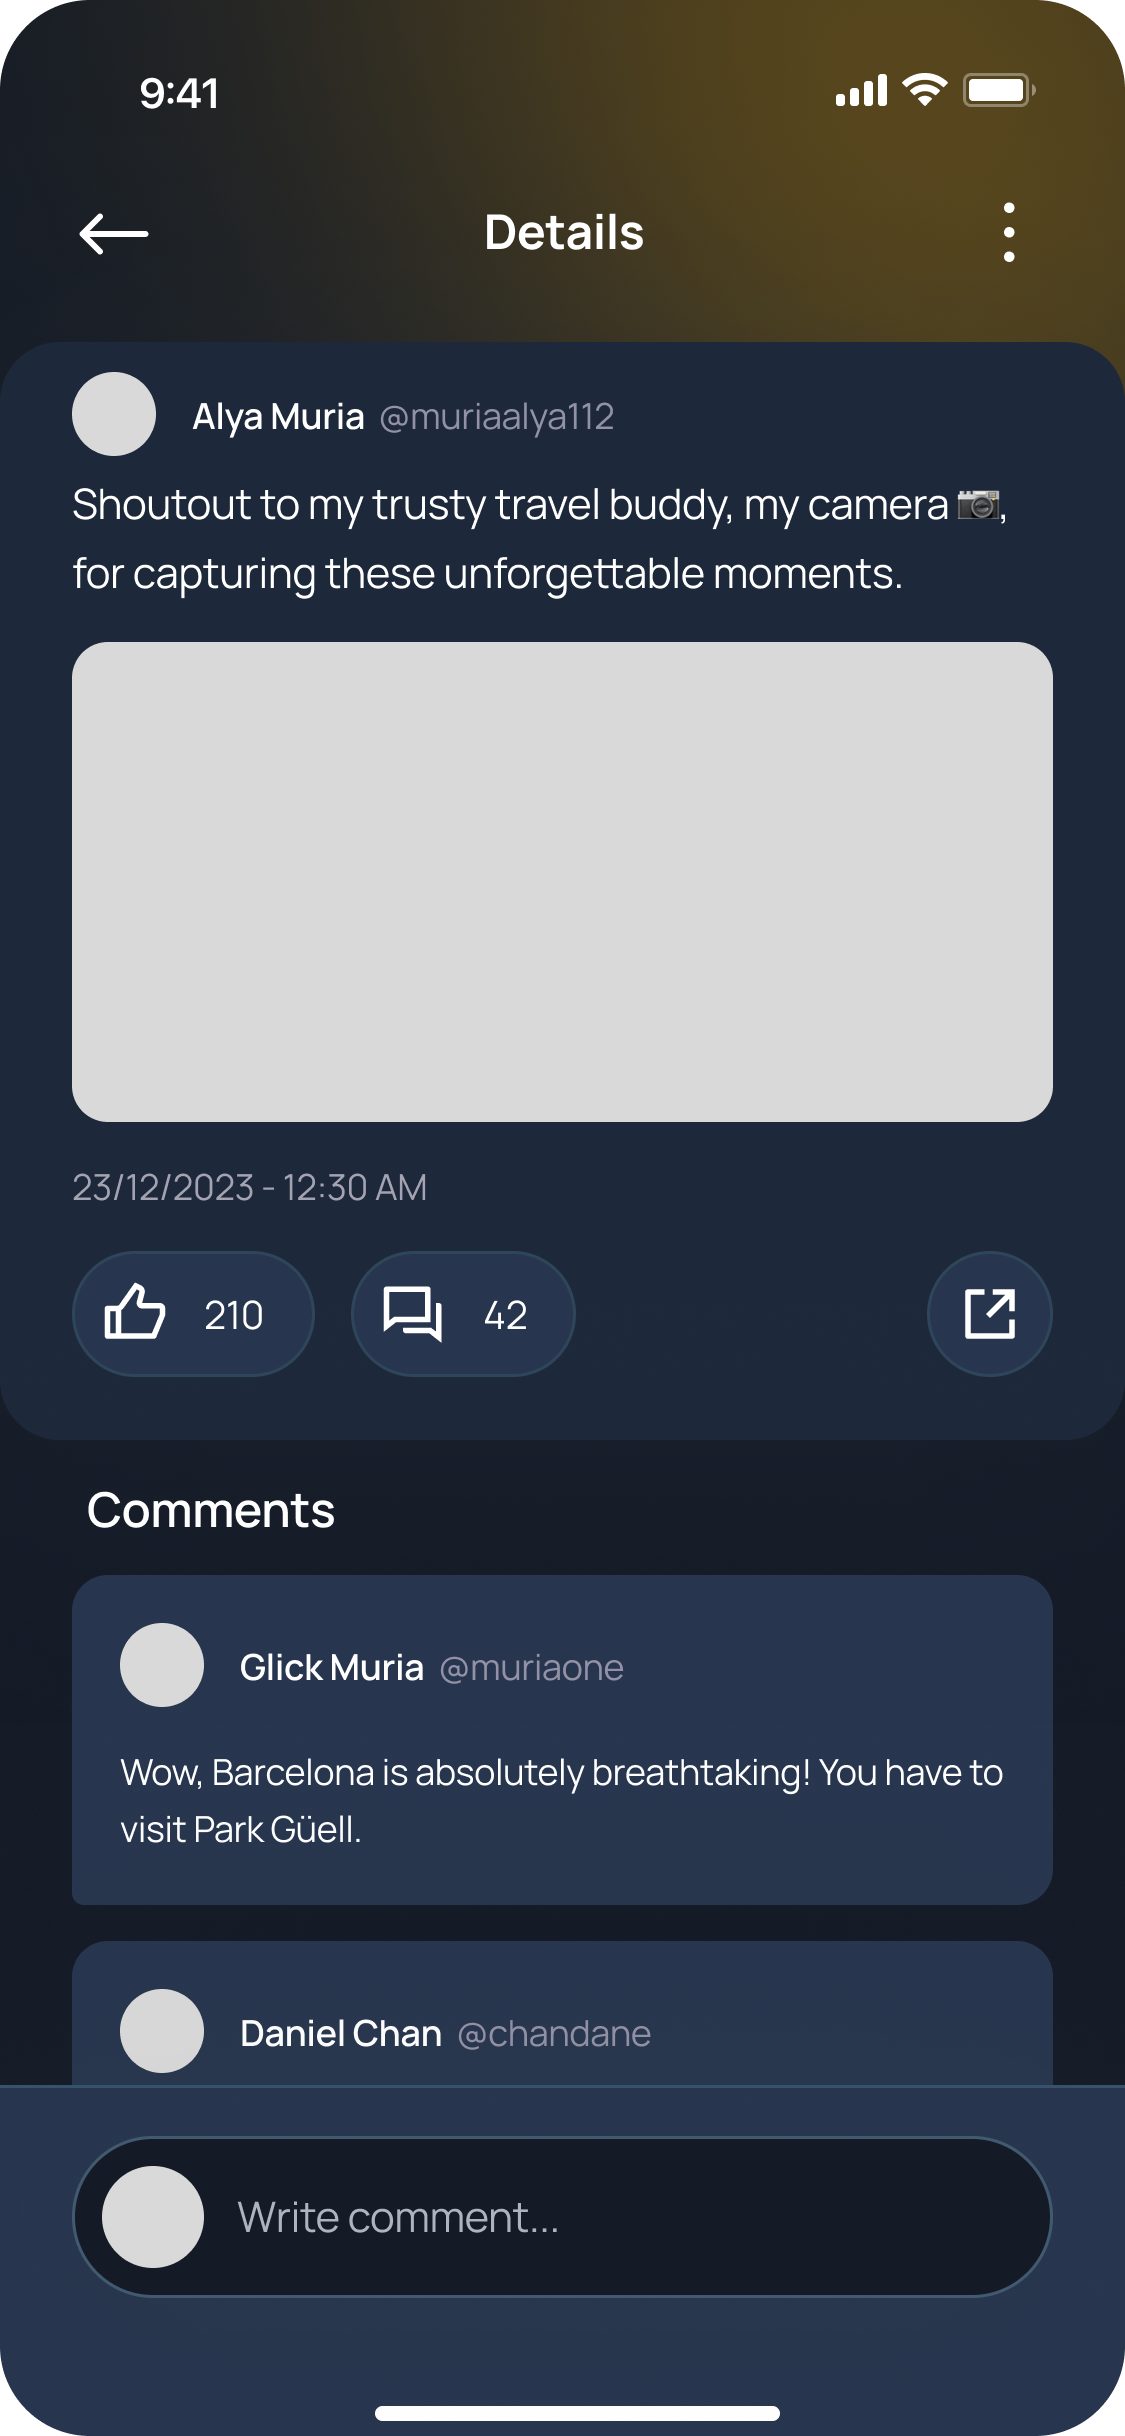 9:41
Details
Alya Muria @muriaalya112
Shoutout to my trusty travel buddy, my camera 📷,
for capturing these unforgettable moments.
23/12/2023 - 12:30 AM
210 42
Comments
Glick Muria @muriaone
Wow, Barcelona is absolutely breathtaking! You have to
visit Park Güell.
Daniel Chan @chandane
Write comment...